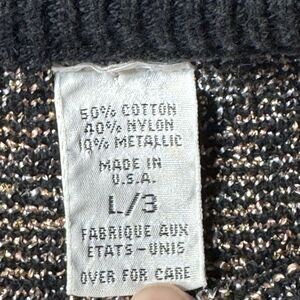 50% COTTON
40% NYLON
10% METALLIC
MADE IN
U.S.A.
L/3
FABRIQUE AUX
ETATS-UNIS
OVER FOR CARE